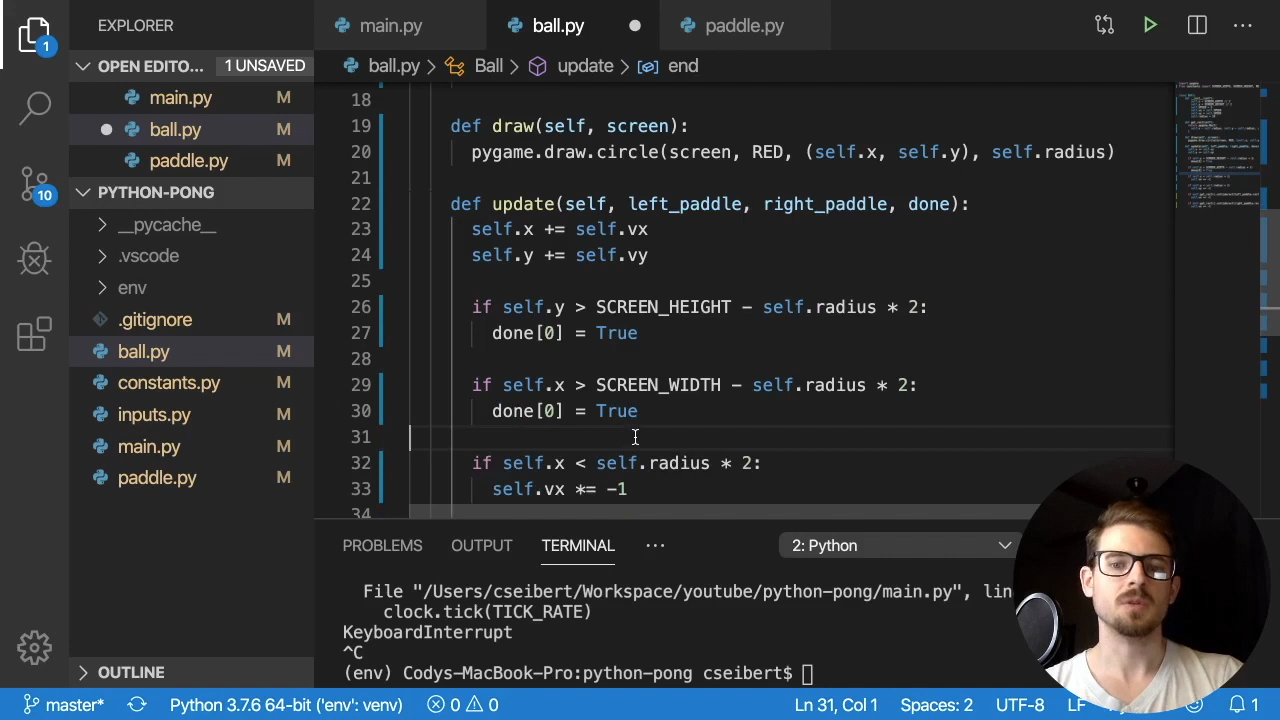 EXPLORER
main.py
ball.py
paddle.py
1
OPEN EDITO...
1 UNSAVED
main.py M
ball.py M
paddle.py M
10
PYTHON-PONG
__pycache__
.vscode
env
.gitignore M
ball.py M
constants.py M
inputs.py M
main.py M
paddle.py M
OUTLINE
ball.py > Ball > update > end
18
19 def draw(self, screen):
20 pygame.draw.circle(screen, RED, (self.x, self.y), self.radius)
21
22 def update(self, left_paddle, right_paddle, done):
23 self.x += self.vx
24 self.y += self.vy
25
26 if self.y > SCREEN_HEIGHT - self.radius * 2:
27 done[0] = True
28
29 if self.x > SCREEN_WIDTH - self.radius * 2:
30 done[0] = True
31
32 if self.x < self.radius * 2:
33 self.vx *= -1
34
PROBLEMS OUTPUT TERMINAL ... 2: Python
File "/Users/cseibert/Workspace/youtube/python-pong/main.py", lin
clock.tick(TICK_RATE)
KeyboardInterrupt
^C
(env) Codys-MacBook-Pro:python-pong cseibert$
master* Python 3.7.6 64-bit ('env': venv) 0 0 Ln 31, Col 1 Spaces: 2 UTF-8 LF 1